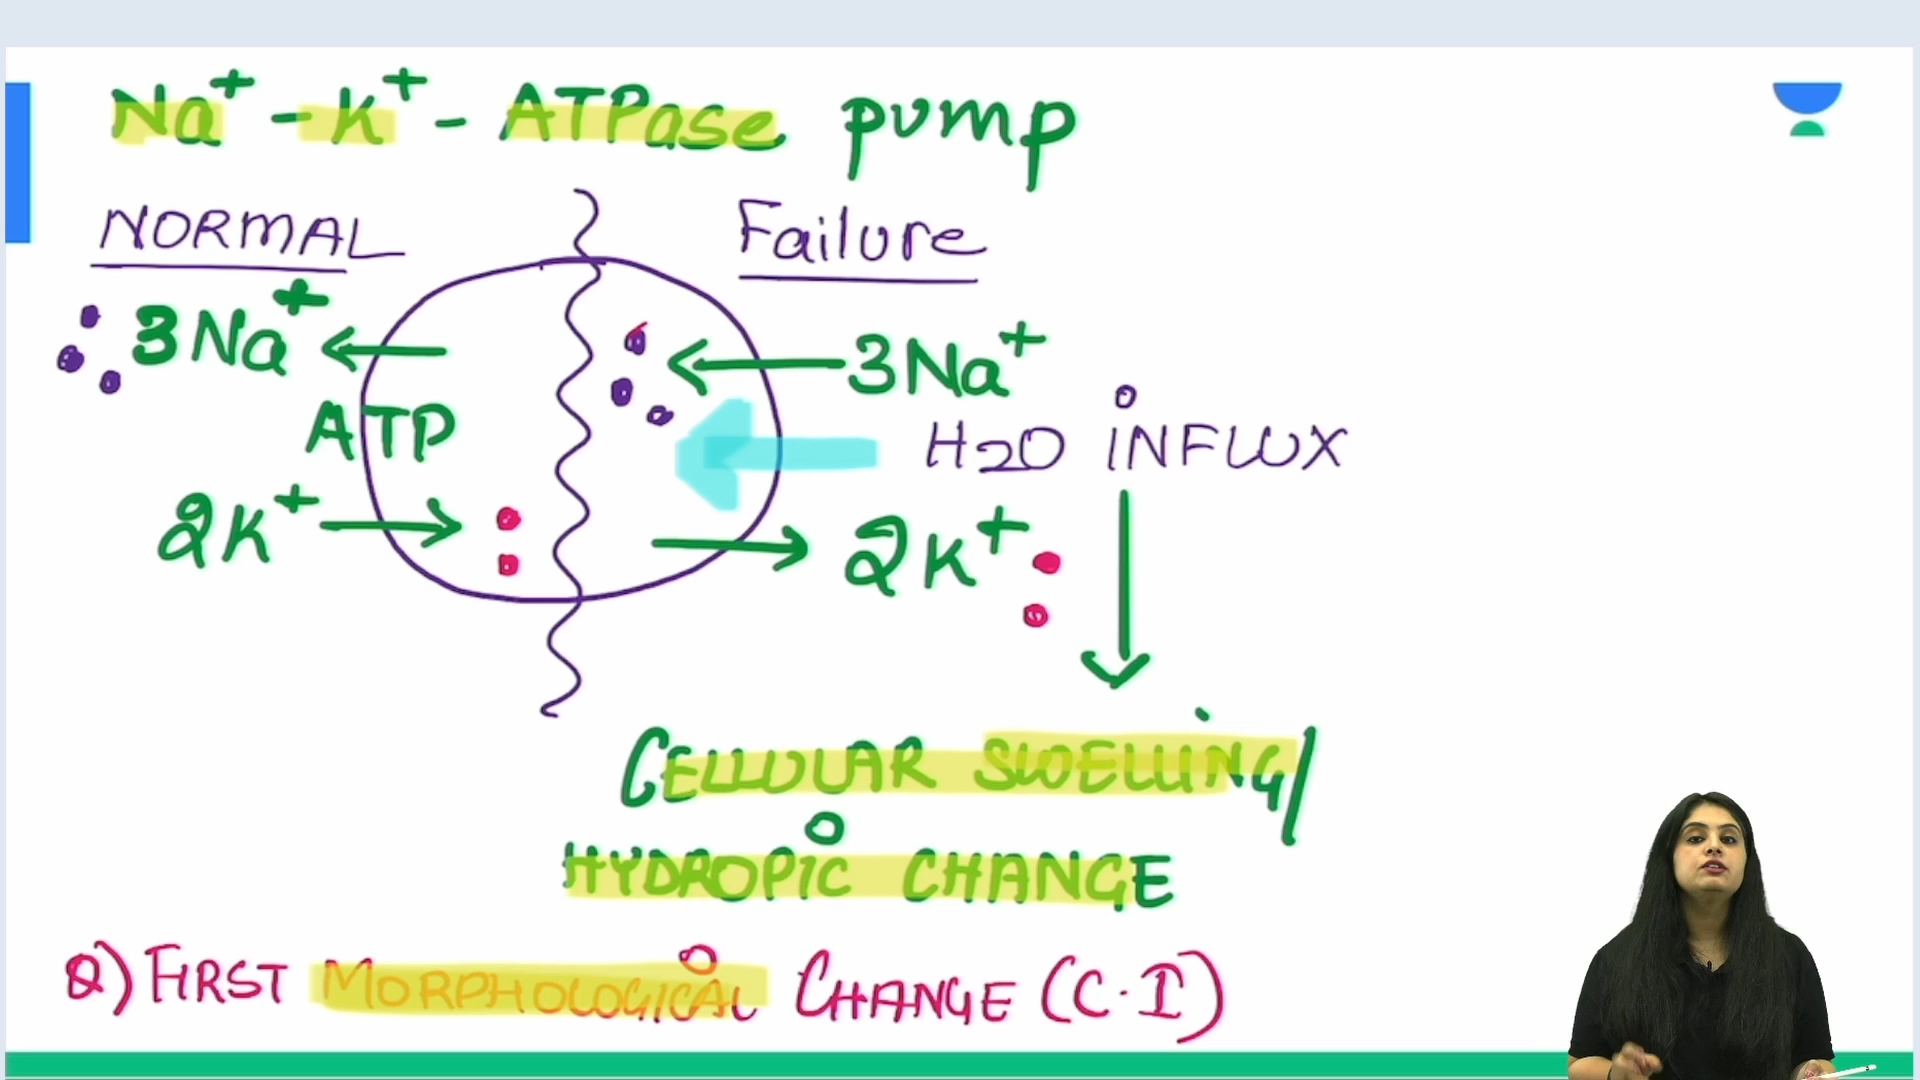 Na+ - K+ - ATPase pump
NORMAL
Failure
3Na+
3Na+
ATP
H2O INFLUX
2K+
2K+
CELLULAR SWELLING/
HYDROPIC CHANGE
Q) FIRST MORPHOLOGICAL CHANGE (C.I)